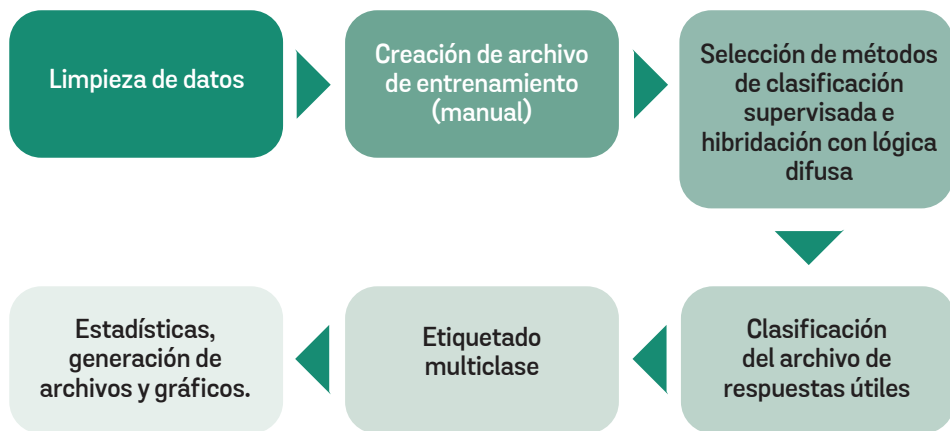 Limpieza de datos
Creación de archivo
de entrenamiento
(manual)
Selección de métodos
de clasificación
supervisada e
hibridación con lógica
difusa
Clasificación
del archivo de
respuestas útiles
Etiquetado
multiclase
Estadísticas,
generación de
archivos y gráficos.